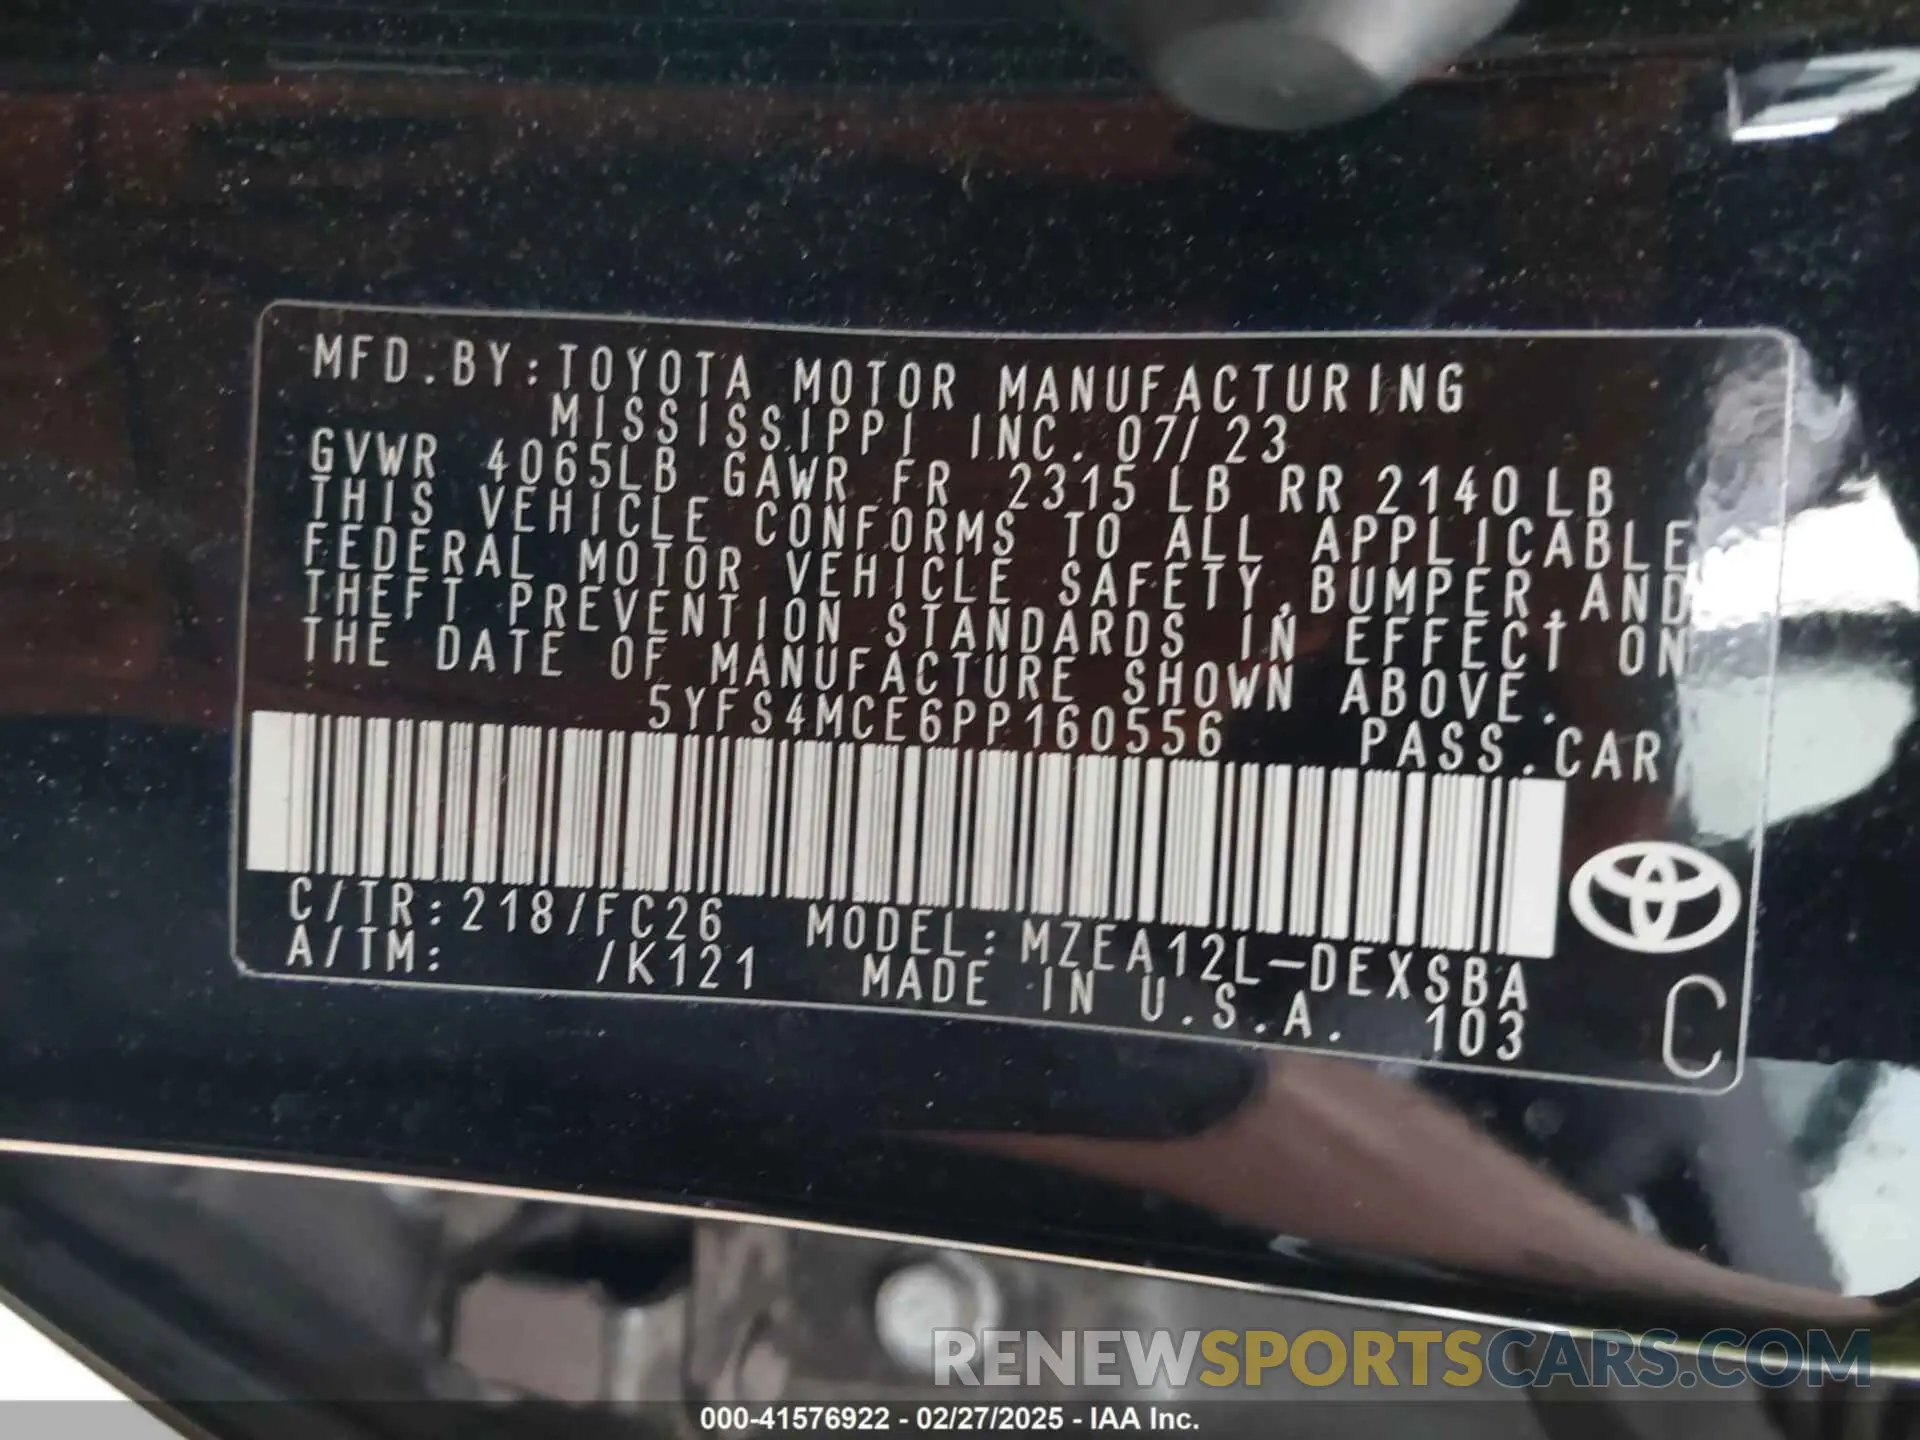 MFD.BY:TOYOTA MOTOR MANUFACTURING
MISSISSIPPI INC. 07/23
GVWR 4065LB GAWR FR 2315LB RR 2140LB
THIS VEHICLE CONFORMS TO ALL APPLICABLE
FEDERAL MOTOR VEHICLE SAFETY,BUMPER,AND
THEFT PREVENTION STANDARDS IN EFFECT ON
THE DATE OF MANUFACTURE SHOWN ABOVE.
5YFS4MCE6PP160556 PASS.CAR
C/TR:218/FC26 MODEL:MZEA12L-DEXSBA
A/TM: /K121 MADE IN U.S.A. 103
C
RENEWSPORTSCARS.COM
000-41576922 - 02/27/2025 - IAA Inc.